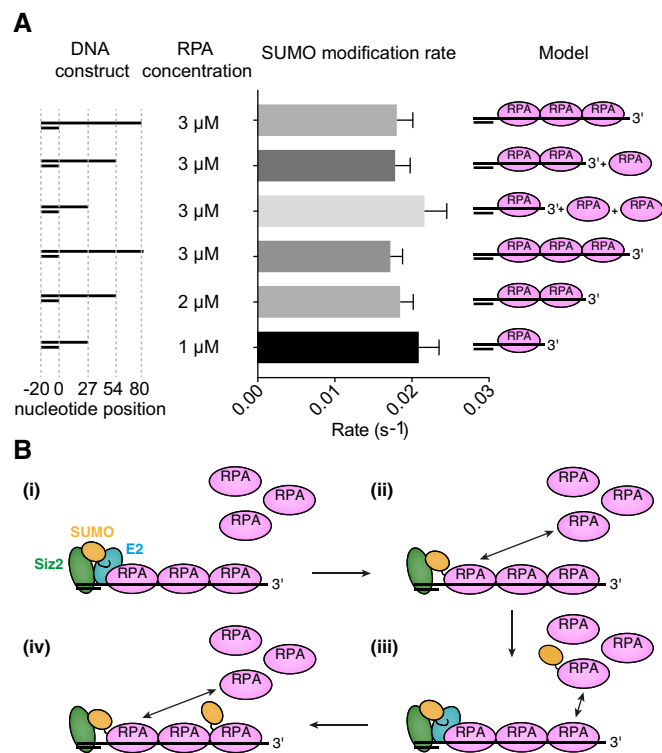 A
DNA construct
RPA concentration
SUMO modification rate
Model
3 µM
RPA RPA RPA 3'
3 µM
RPA RPA 3' + RPA
3 µM
RPA 3' + RPA + RPA
3 µM
RPA RPA RPA 3'
2 µM
RPA RPA 3'
1 µM
RPA 3'
-20 0 27 54 80
nucleotide position
0.00 0.01 0.02 0.03
Rate (s-1)
B
(i)
RPA
RPA
RPA
SUMO
E2
Siz2
RPA RPA RPA 3'
(ii)
RPA
RPA
RPA
RPA RPA RPA 3'
(iv)
RPA
RPA
RPA
RPA RPA RPA 3'
(iii)
RPA
RPA
RPA
RPA RPA RPA 3'